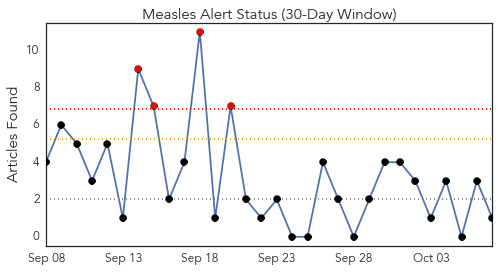 Measles Alert Status (30-Day Window)
Articles Found
10
8
6
4
2
0
Sep 08 Sep 13 Sep 18 Sep 23 Sep 28 Oct 03